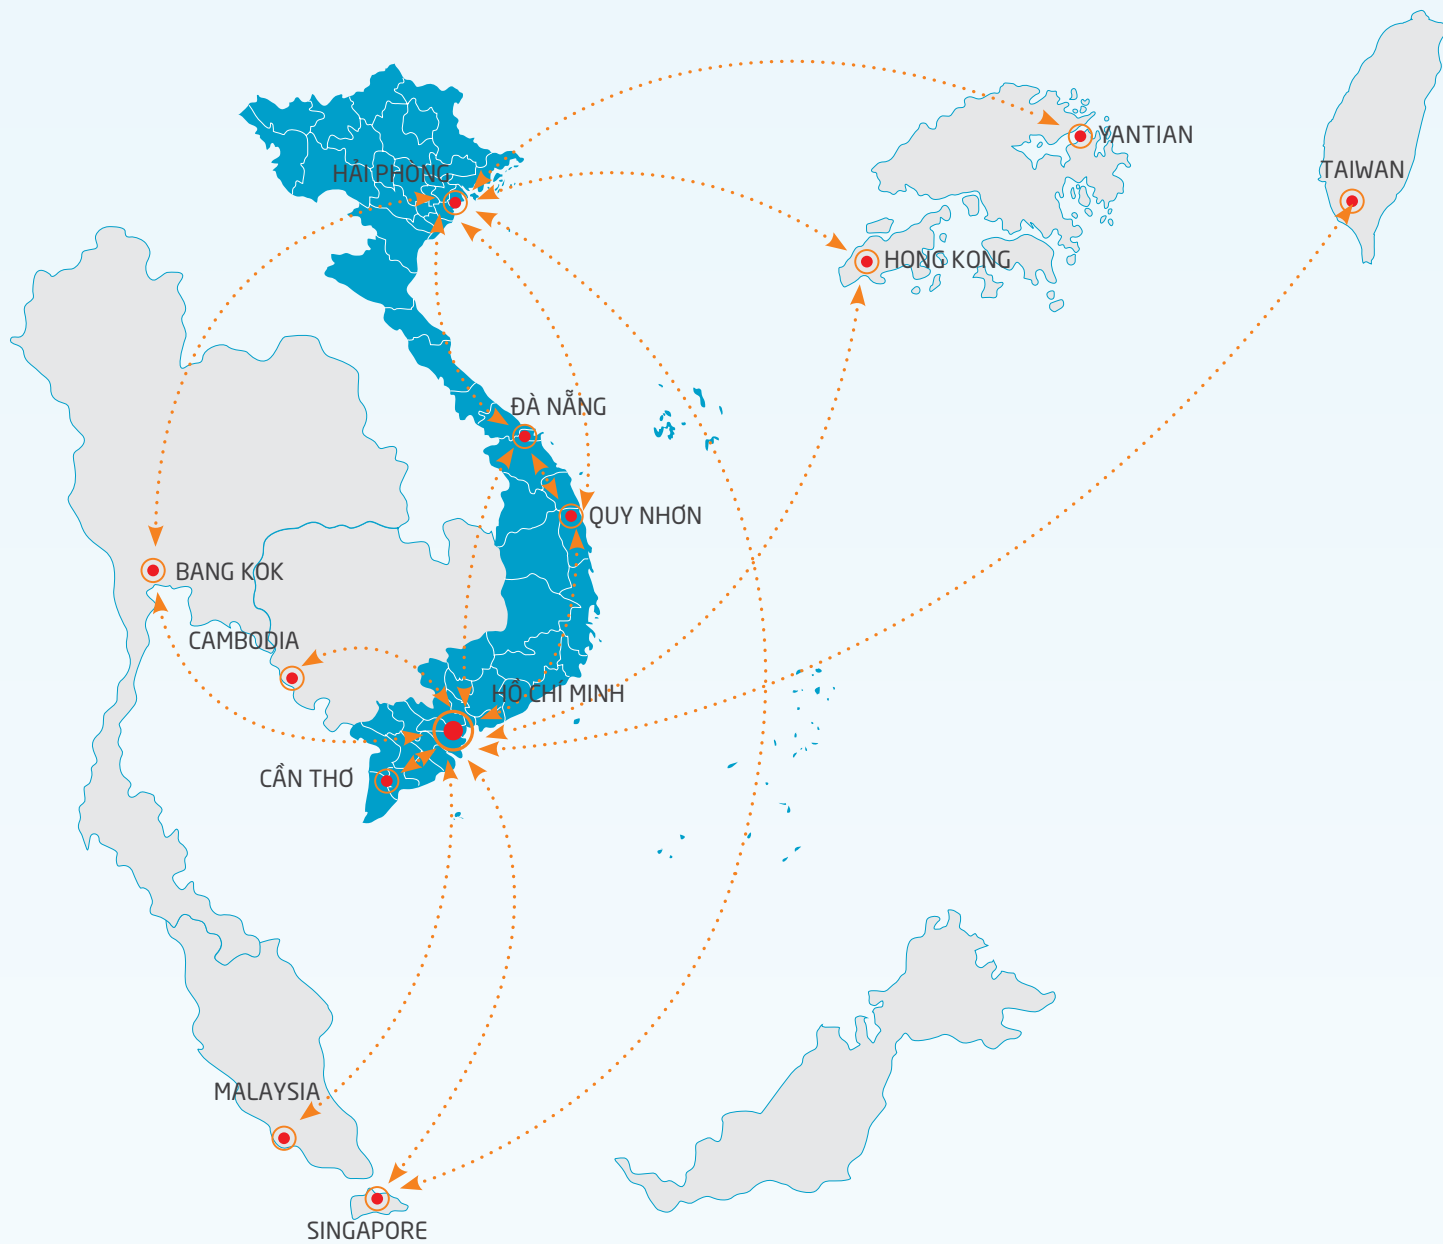 YANTIAN
TAIWAN
HẢI PHÒNG
HONG KONG
ĐÀ NẴNG
QUY NHƠN
BANG KOK
CAMBODIA
HỒ CHÍ MINH
CẦN THƠ
MALAYSIA
SINGAPORE